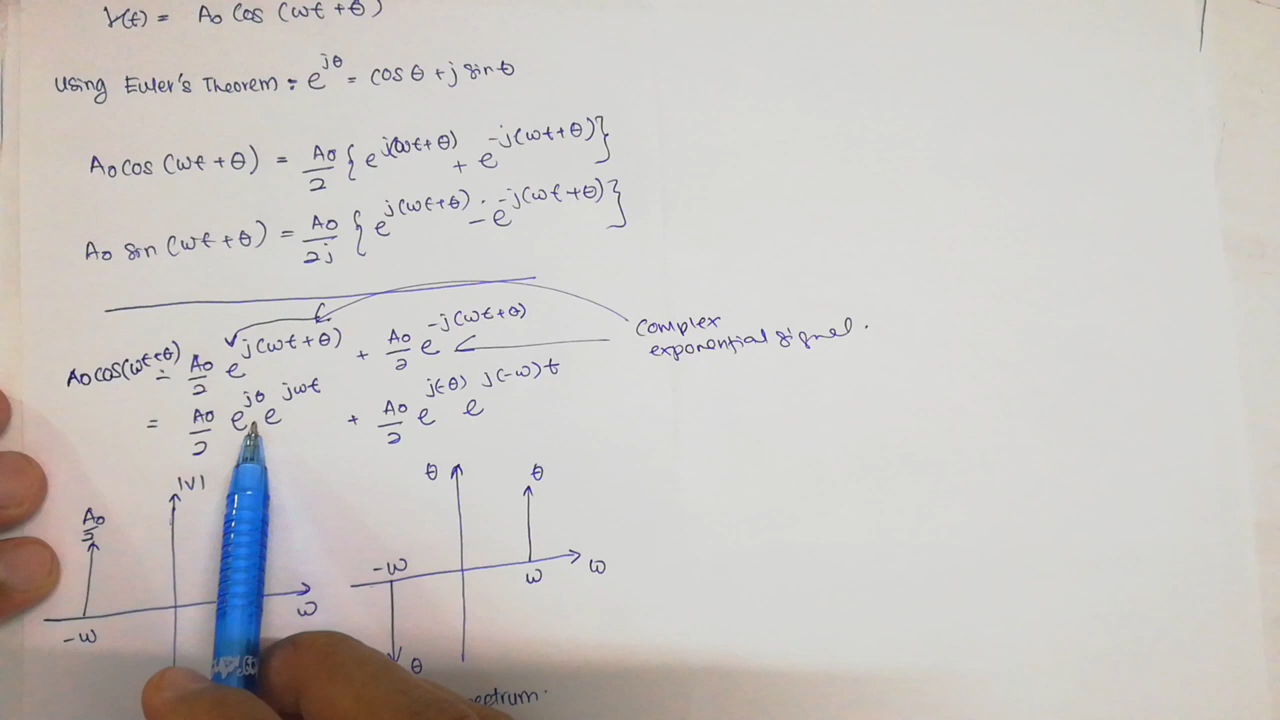 V(t) = A0 cos (ωt + θ)
Using Euler's Theorem : e^{jθ} = cos θ + j sin θ
A0 cos (ωt + θ) = A0/2 { e^{j(ωt+θ)} + e^{-j(ωt+θ)} }
A0 sin (ωt + θ) = A0/2j { e^{j(ωt+θ)} - e^{-j(ωt+θ)} }
A0 cos(ωt+θ) = A0/2 e^{j(ωt+θ)} + A0/2 e^{-j(ωt+θ)}
complex
exponential signal.
= A0/2 e^{jθ} e^{jωt} + A0/2 e^{j(-θ)} e^{j(-ω)t}
|V|
A0/2
-ω
ω
θ
θ
-ω
ω
ω
θ